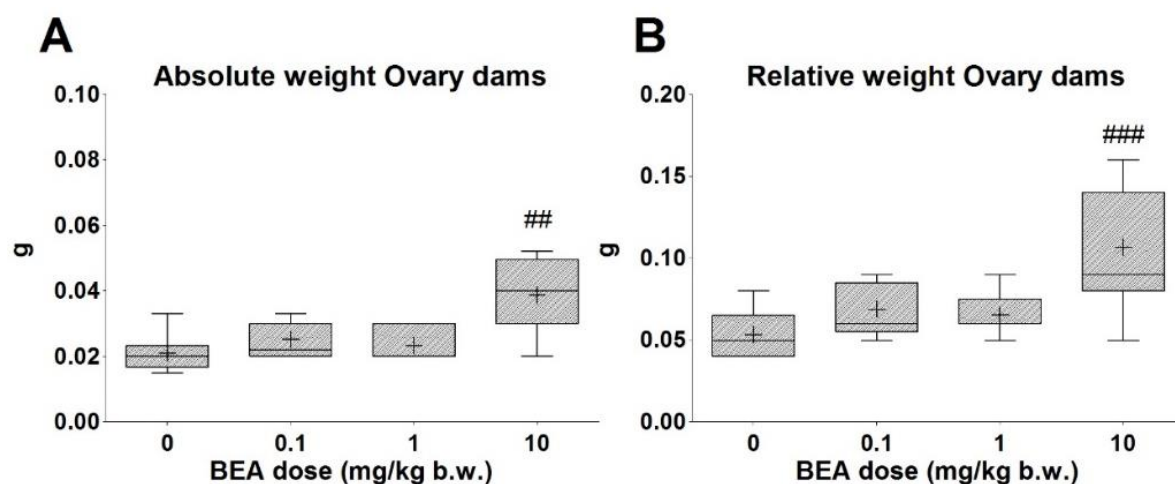 A
Absolute weight Ovary dams
0.10
0.08
0.06
0.04
0.02
0.00
g
##
0
0.1
1
10
BEA dose (mg/kg b.w.)
B
Relative weight Ovary dams
0.20
0.15
0.10
0.05
0.00
g
###
0
0.1
1
10
BEA dose (mg/kg b.w.)